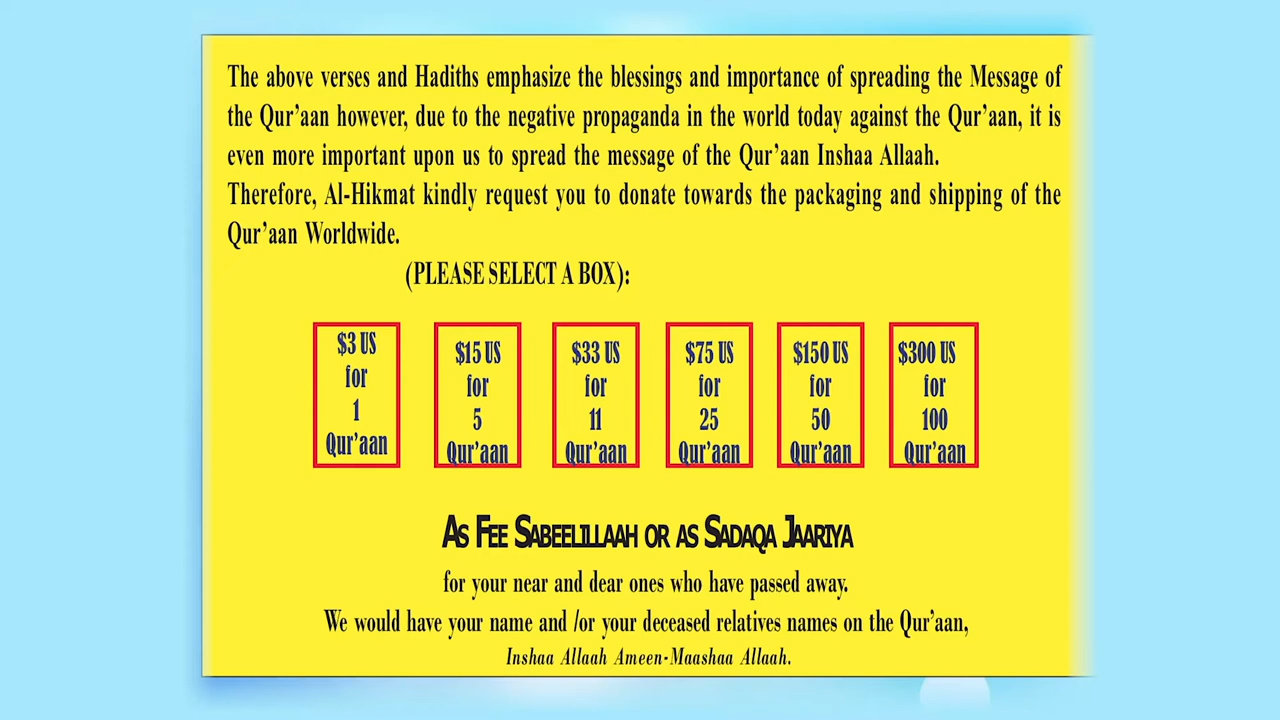 The above verses and Hadiths emphasize the blessings and importance of spreading the Message of
the Qur'aan however, due to the negative propaganda in the world today against the Qur'aan, it is
even more important upon us to spread the message of the Qur'aan Inshaa Allaah.
Therefore, Al-Hikmat kindly request you to donate towards the packaging and shipping of the
Qur'aan Worldwide.
(PLEASE SELECT A BOX):
$3 US
for
1
Qur'aan
$15 US
for
5
Qur'aan
$33 US
for
11
Qur'aan
$75 US
for
25
Qur'aan
$150 US
for
50
Qur'aan
$300 US
for
100
Qur'aan
As Fee Sabeelillaah or as Sadaqa Jaariya
for your near and dear ones who have passed away.
We would have your name and /or your deceased relatives names on the Qur'aan,
Inshaa Allaah Ameen-Maashaa Allaah.